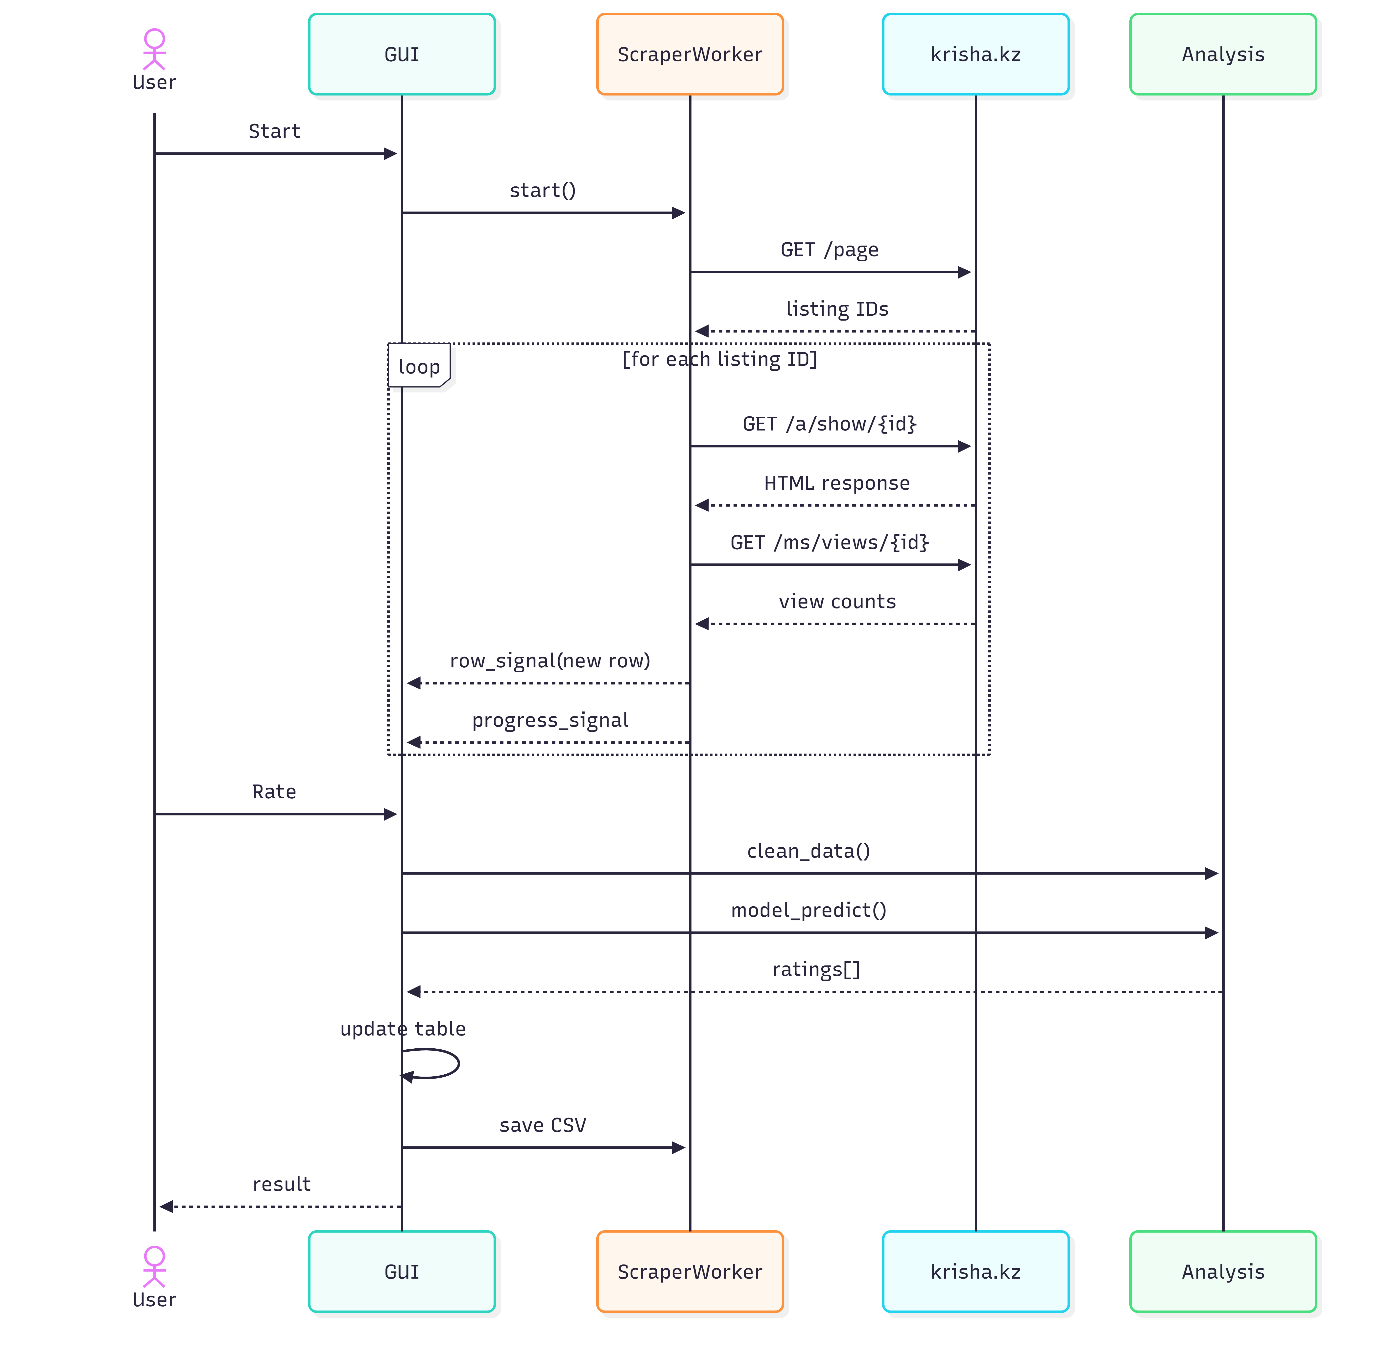 User
GUI
ScraperWorker
krisha.kz
Analysis
Start
start()
GET /page
listing IDs
loop
[for each listing ID]
GET /a/show/{id}
HTML response
GET /ms/views/{id}
view counts
row_signal(new row)
progress_signal
Rate
clean_data()
model_predict()
ratings[]
update table
save CSV
result
User
GUI
ScraperWorker
krisha.kz
Analysis